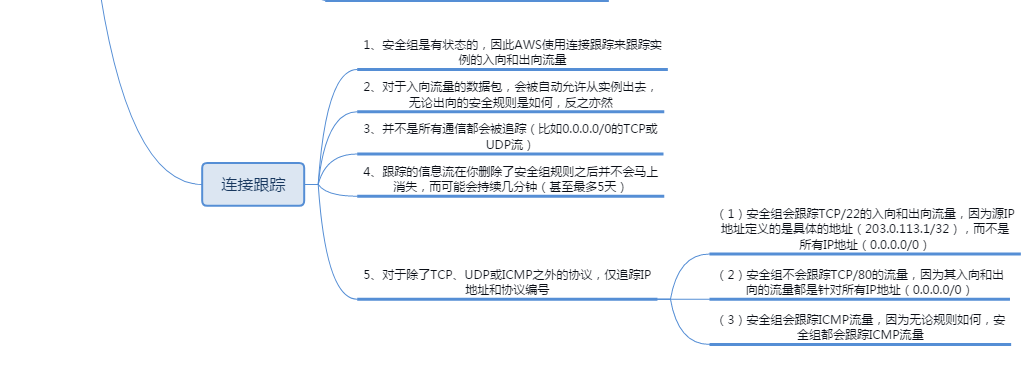 连接跟踪
1、安全组是有状态的，因此AWS使用连接跟踪来跟踪实
例的入向和出向流量
2、对于入向流量的数据包，会被自动允许从实例出去，
无论出向的安全规则是如何，反之亦然
3、并不是所有通信都会被追踪（比如0.0.0.0/0的TCP或
UDP流）
4、跟踪的信息流在你删除了安全组规则之后并不会马上
消失，而可能会持续几分钟（甚至最多5天）
5、对于除了TCP、UDP或ICMP之外的协议，仅追踪IP
地址和协议编号
（1）安全组会跟踪TCP/22的入向和出向流量，因为源IP
地址定义的是具体的地址（203.0.113.1/32），而不是
所有IP地址（0.0.0.0/0）
（2）安全组不会跟踪TCP/80的流量，因为其入向和出
向的流量都是针对所有IP地址（0.0.0.0/0）
（3）安全组会跟踪ICMP流量，因为无论规则如何，安
全组都会跟踪ICMP流量